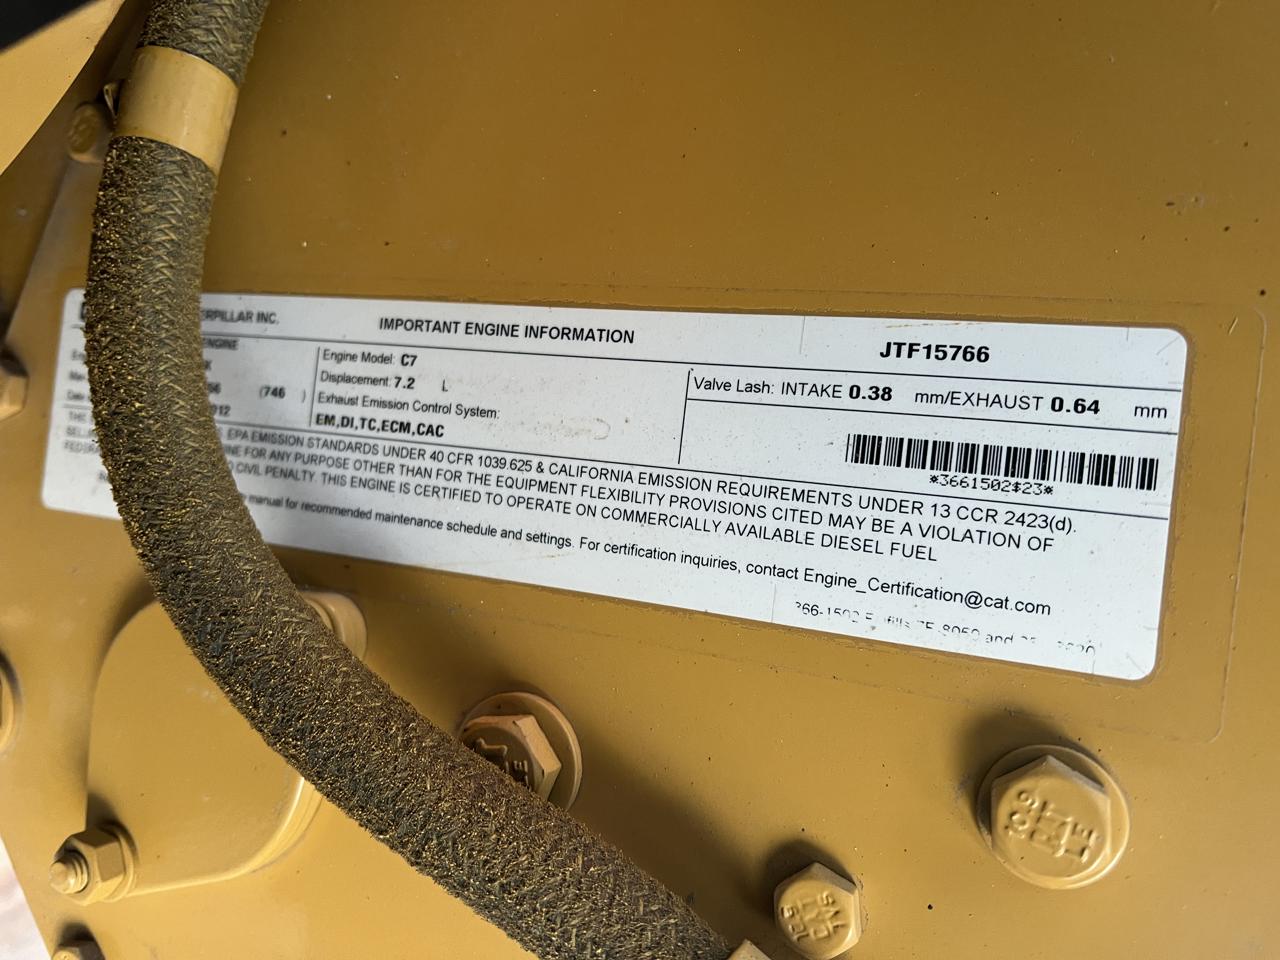 ERPILLAR INC.
IMPORTANT ENGINE INFORMATION
JTF15766
ENGINE
Engine Model: C7
Displacement: 7.2 L
(746 )
Exhaust Emission Control System:
EM,DI,TC,ECM,CAC
Valve Lash: INTAKE 0.38 mm/EXHAUST 0.64 mm
*3661502$23*
EPA EMISSION STANDARDS UNDER 40 CFR 1039.625 & CALIFORNIA EMISSION REQUIREMENTS UNDER 13 CCR 2423(d).
FOR ANY PURPOSE OTHER THAN FOR THE EQUIPMENT FLEXIBILITY PROVISIONS CITED MAY BE A VIOLATION OF
CIVIL PENALTY. THIS ENGINE IS CERTIFIED TO OPERATE ON COMMERCIALLY AVAILABLE DIESEL FUEL
manual for recommended maintenance schedule and settings. For certification inquiries, contact Engine_Certification@cat.com
10.9